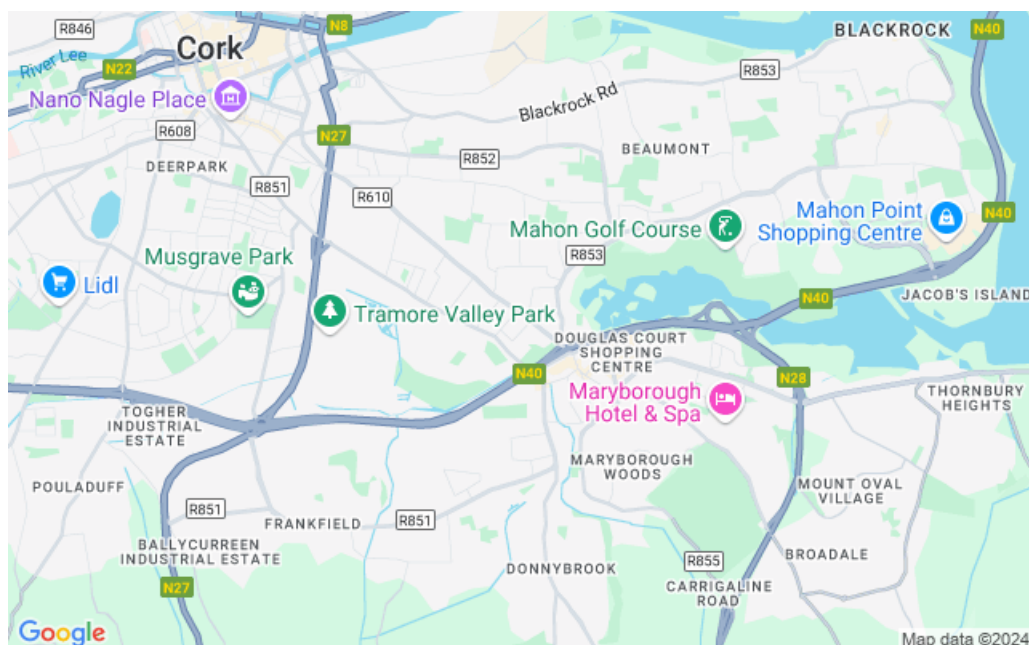 R846
N8
BLACKROCK
N40
Cork
River Lee
N22
R853
Nano Nagle Place
Blackrock Rd
R608
N27
BEAUMONT
R852
DEERPARK
R851
R610
N40
Mahon Point
Shopping Centre
Mahon Golf Course
Musgrave Park
R853
Lidl
N40
JACOB'S ISLAND
Tramore Valley Park
DOUGLAS COURT
SHOPPING
CENTRE
N40
N28
Maryborough
Hotel & Spa
THORNBURY
HEIGHTS
TOGHER
INDUSTRIAL
ESTATE
MARYBOROUGH
WOODS
POULADUFF
MOUNT OVAL
VILLAGE
R851
FRANKFIELD
R851
BALLYCURREEN
INDUSTRIAL ESTATE
BROADALE
DONNYBROOK
R855
CARRIGALINE
ROAD
N27
Google
Map data ©2024